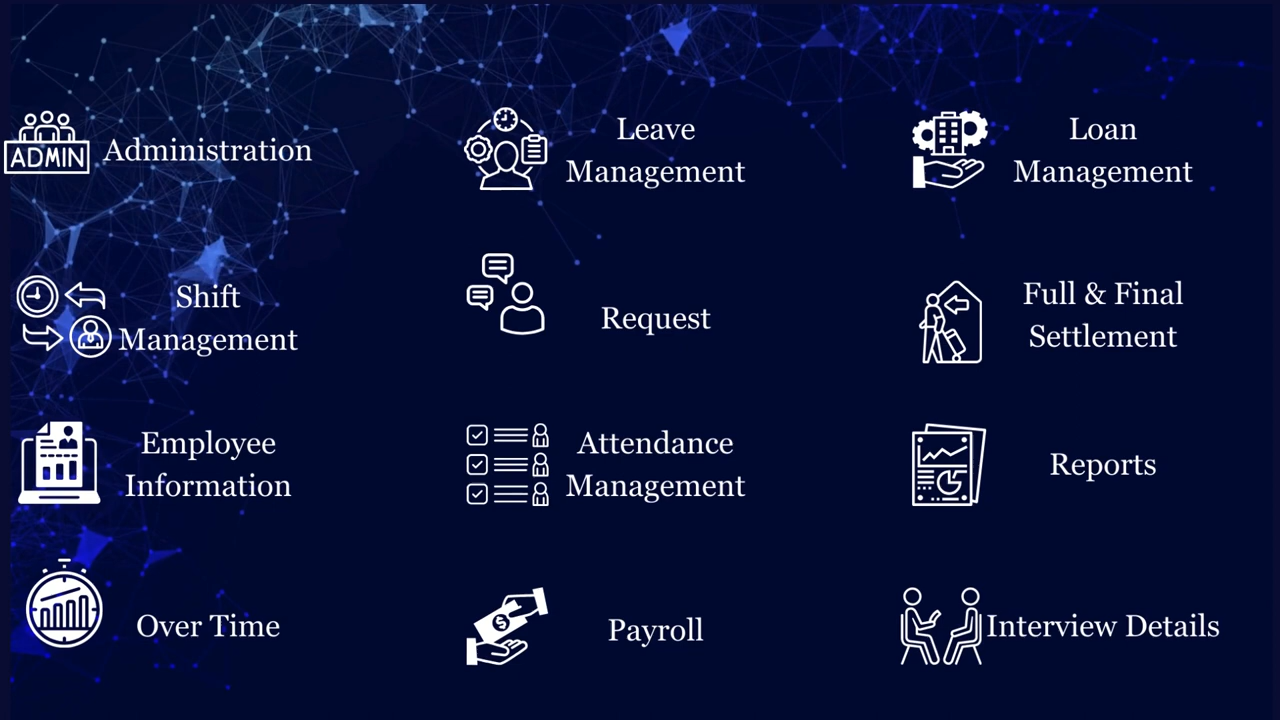 ADMIN
Administration
Leave
Management
Loan
Management
Shift
Management
Request
Full & Final
Settlement
Employee
Information
Attendance
Management
Reports
Over Time
$
Payroll
Interview Details